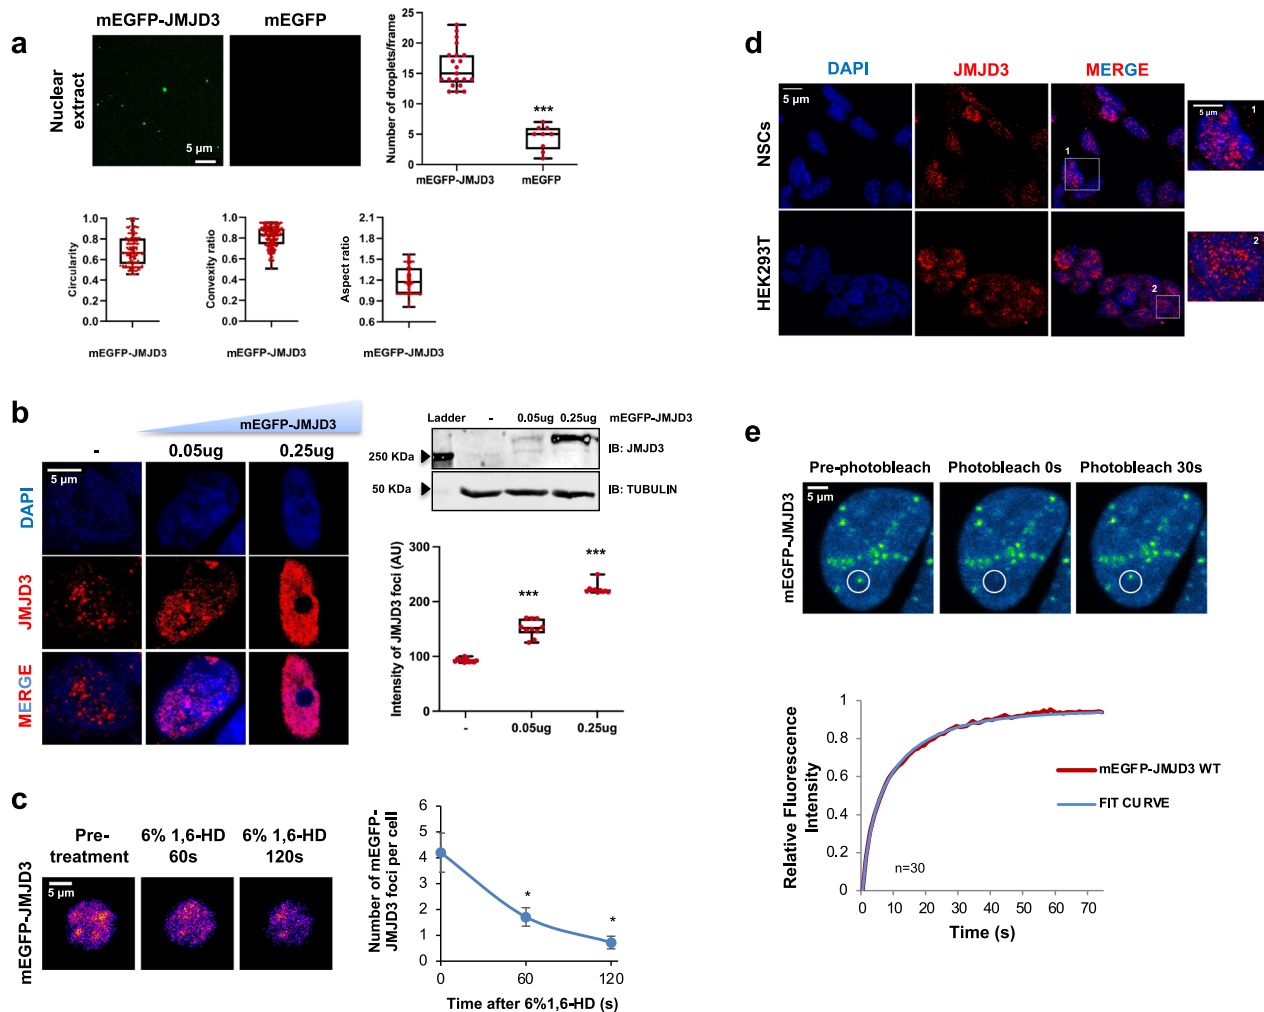 a
mEGFP-JMJD3
mEGFP
Nuclear
extract
5 μm
Number of droplets/frame
25
20
15
10
5
0
***
mEGFP-JMJD3
mEGFP
Circularity
1.0
0.8
0.6
0.4
0.2
0.0
mEGFP-JMJD3
Convexity ratio
1.0
0.8
0.6
0.4
0.2
0.0
mEGFP-JMJD3
Aspect ratio
2.1
1.8
1.5
1.2
0.9
0.6
mEGFP-JMJD3
b
mEGFP-JMJD3
-
0.05ug
0.25ug
5 μm
DAPI
JMJD3
MERGE
Ladder
-
0.05ug
0.25ug
mEGFP-JMJD3
250 KDa
IB: JMJD3
50 KDa
IB: TUBULIN
Intensity of JMJD3 foci (AU)
300
200
100
0
***
***
-
0.05ug
0.25ug
c
Pre-
treatment
6% 1,6-HD
60s
6% 1,6-HD
120s
mEGFP-JMJD3
5 μm
Number of mEGFP-
JMJD3 foci per cell
6
5
4
3
2
1
0
*
*
0
60
120
Time after 6%1,6-HD (s)
d
DAPI
JMJD3
MERGE
5 μm
NSCs
1
5 μm
1
HEK293T
2
2
e
Pre-photobleach
Photobleach 0s
Photobleach 30s
5 μm
mEGFP-JMJD3
Relative Fluorescence
Intensity
1
0.8
0.6
0.4
0.2
0
n=30
mEGFP-JMJD3 WT
FIT CURVE
0 10 20 30 40 50 60 70
Time (s)